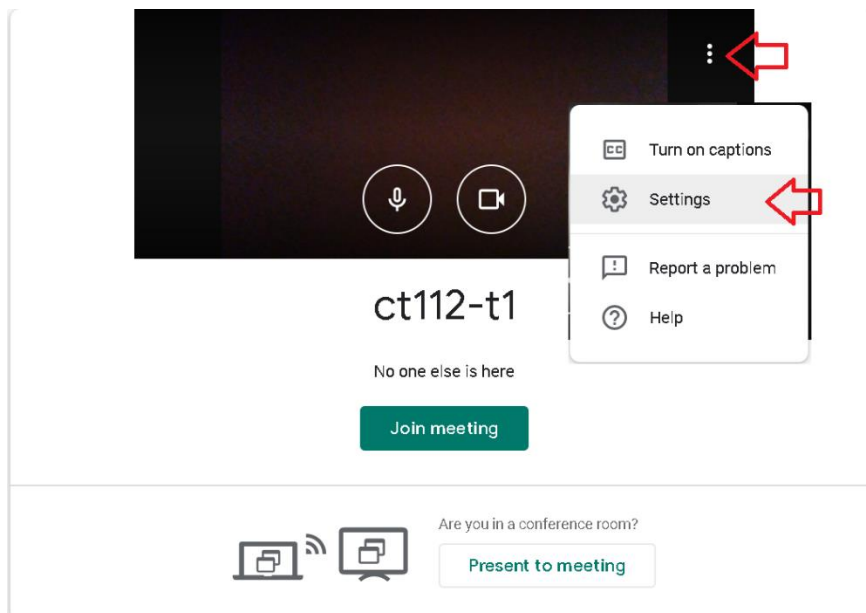 CC Turn on captions
Settings
Report a problem
Help
ct112-t1
No one else is here
Join meeting
Are you in a conference room?
Present to meeting